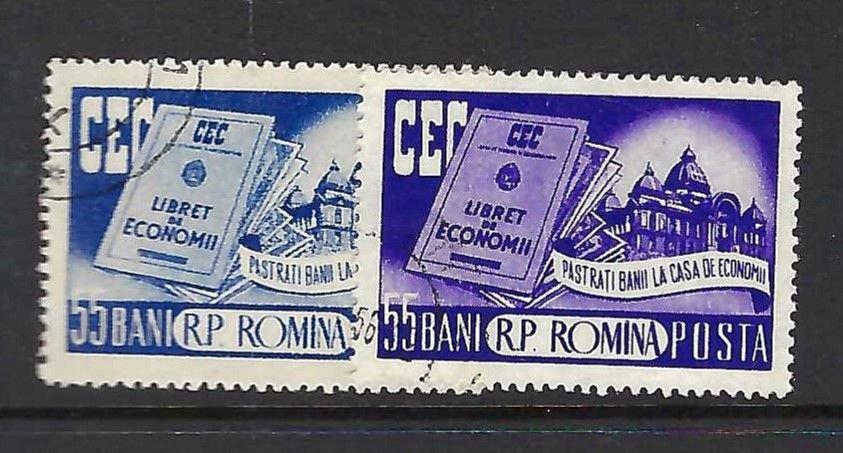 CEC
CEC
LIBRET
DE
ECONOMII
PASTRATI BANII LA
55 BANI R.P. ROMINA
CEC
CEC
LIBRET
DE
ECONOMII
PASTRATI BANII LA CASA DE ECONOMII
56
55 BANI R.P. ROMINA POSTA